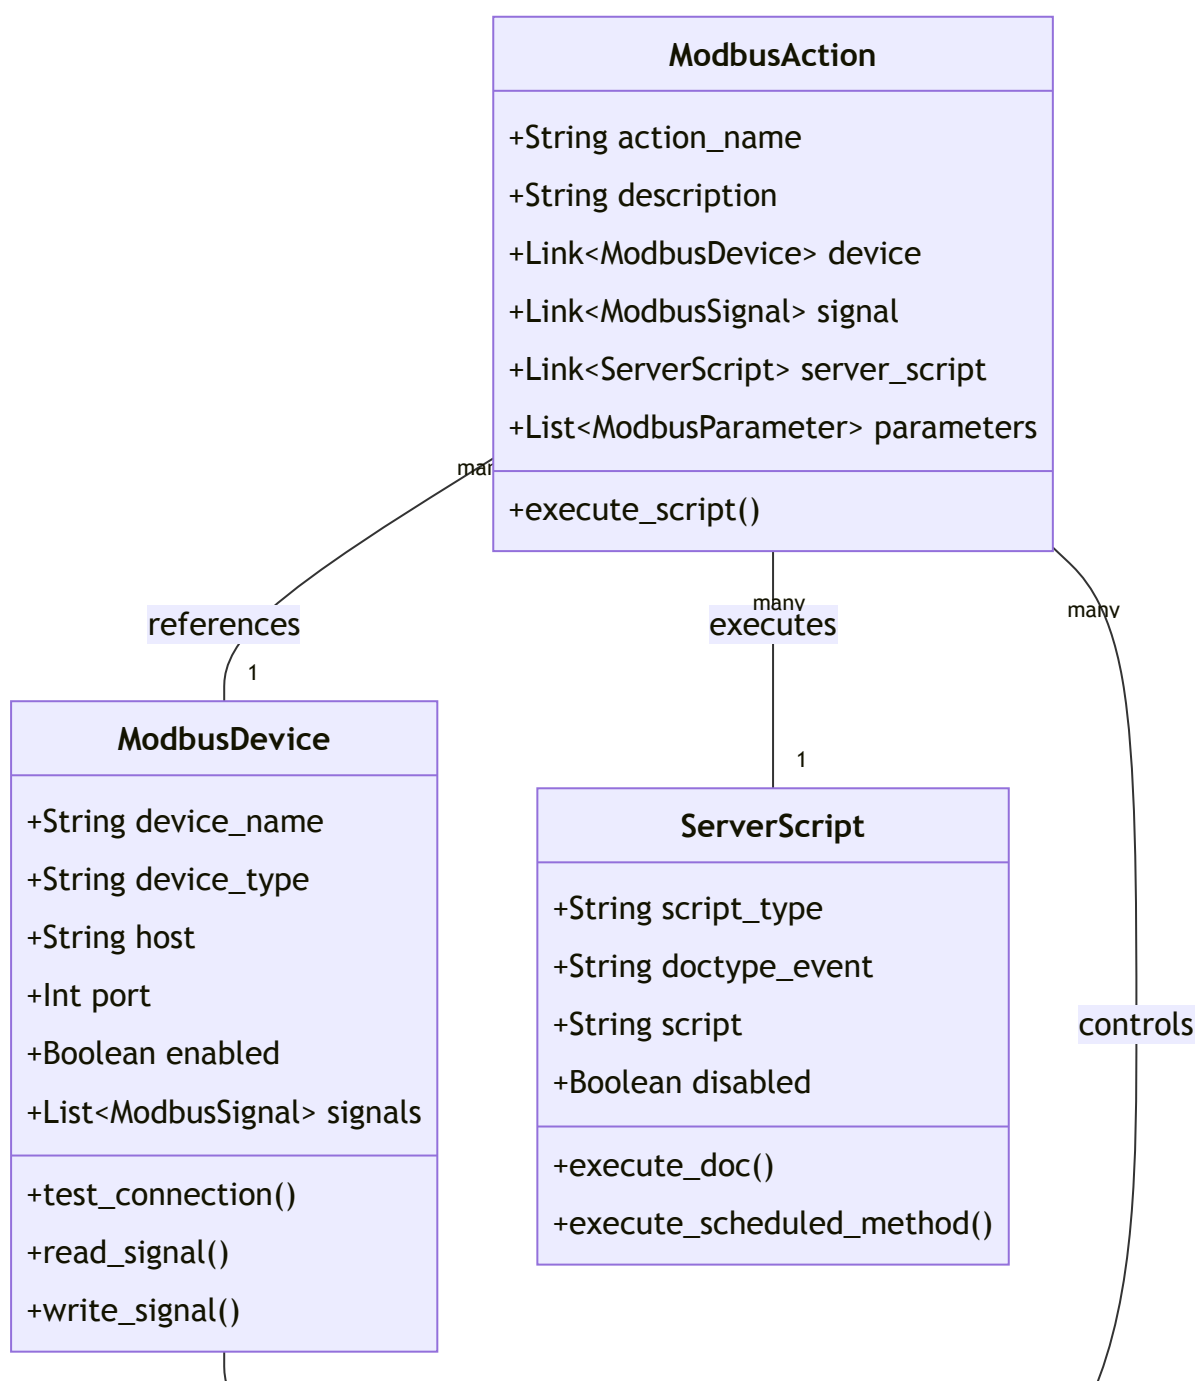 ModbusAction
+String action_name
+String description
+Link<ModbusDevice> device
+Link<ModbusSignal> signal
+Link<ServerScript> server_script
+List<ModbusParameter> parameters
+execute_script()
many
many
references
executes
1
ModbusDevice
+String device_name
+String device_type
+String host
+Int port
+Boolean enabled
+List<ModbusSignal> signals
+test_connection()
+read_signal()
+write_signal()
1
ServerScript
+String script_type
+String doctype_event
+String script
+Boolean disabled
+execute_doc()
+execute_scheduled_method()
controls